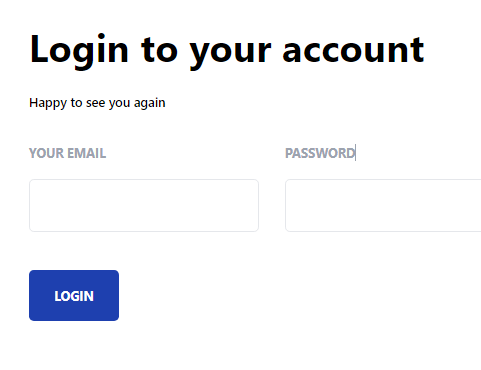 Login to your account
Happy to see you again
YOUR EMAIL
PASSWORD
LOGIN